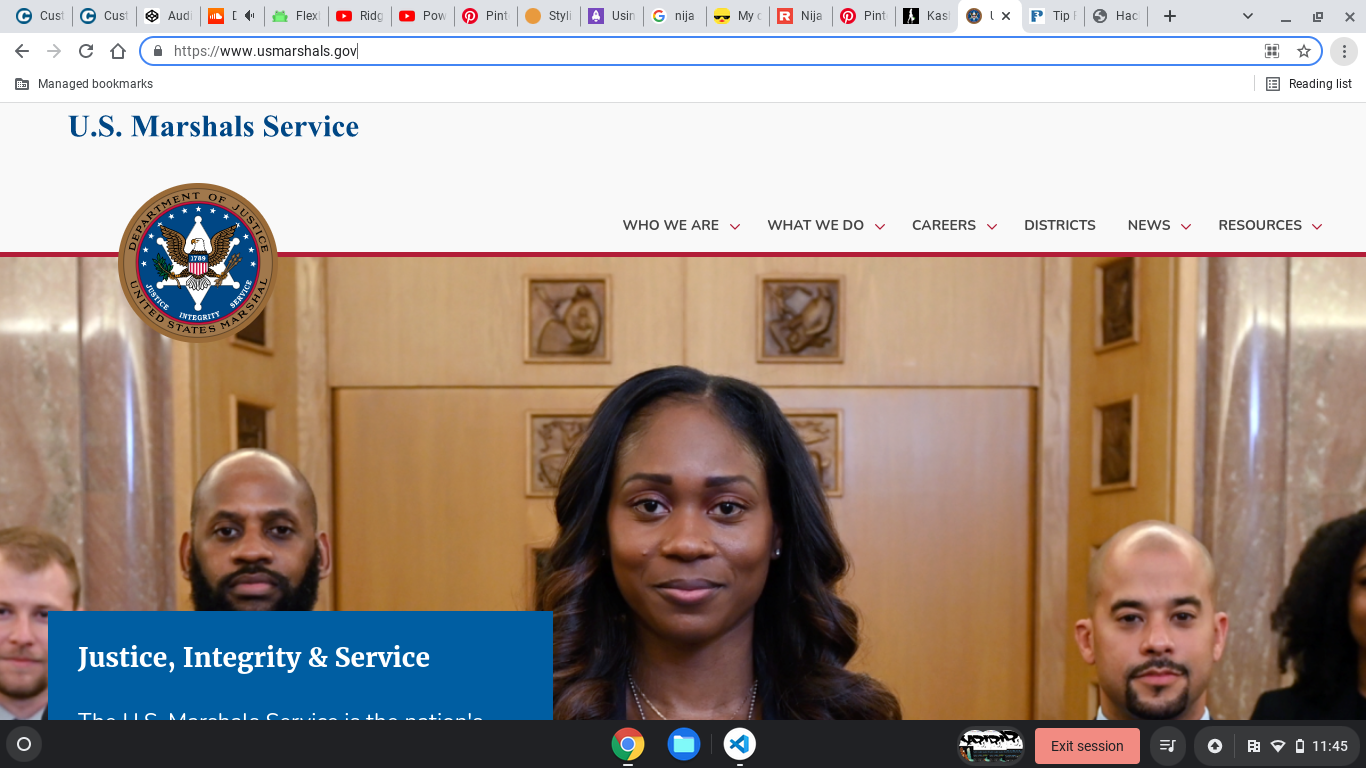 Cust
Cust
Audi
D
Flexi
Ridg
Pow
Pint
Styli
Usin
nija
My c
Nija
Pint
Kasl
U
Tip F
Hac
https://www.usmarshals.gov
Managed bookmarks
Reading list
U.S. Marshals Service
DEPARTMENT OF JUSTICE
1789
JUSTICE INTEGRITY SERVICE
UNITED STATES MARSHAL
WHO WE ARE
WHAT WE DO
CAREERS
DISTRICTS
NEWS
RESOURCES
Justice, Integrity & Service
The U.S. Marshals Service is the nation's
Exit session
11:45